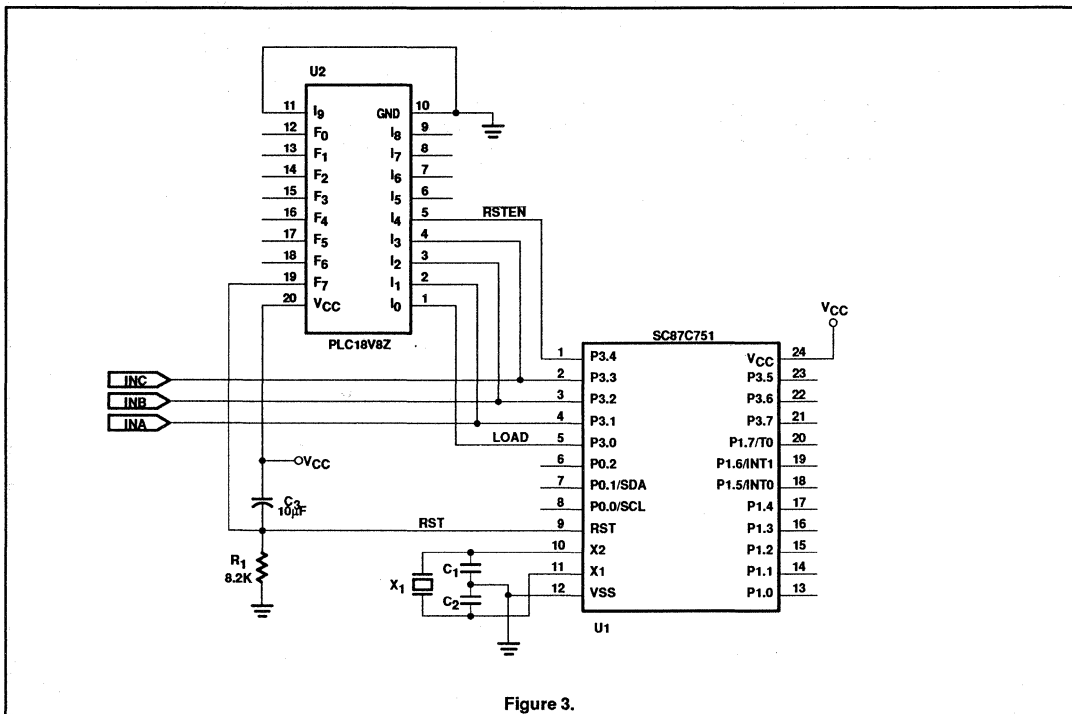 U2
11 I9 GND 10
12 F0 I8 9
13 F1 I7 8
14 F2 I6 7
15 F3 I5 6
16 F4 I4 5 RSTEN
17 F5 I3 4
18 F6 I2 3
19 F7 I1 2
20 VCC I0 1
PLC18V8Z
VCC
SC87C751
1 P3.4 VCC 24
INC 2 P3.3 P3.5 23
INB 3 P3.2 P3.6 22
INA 4 P3.1 P3.7 21
LOAD 5 P3.0 P1.7/T0 20
6 P0.2 P1.6/INT1 19
VCC
7 P0.1/SDA P1.5/INT0 18
8 P0.0/SCL P1.4 17
C3
10μF
RST 9 RST P1.3 16
10 X2 P1.2 15
R1
8.2K
X1 C1 11 X1 P1.1 14
C2 12 VSS P1.0 13
U1
Figure 3.